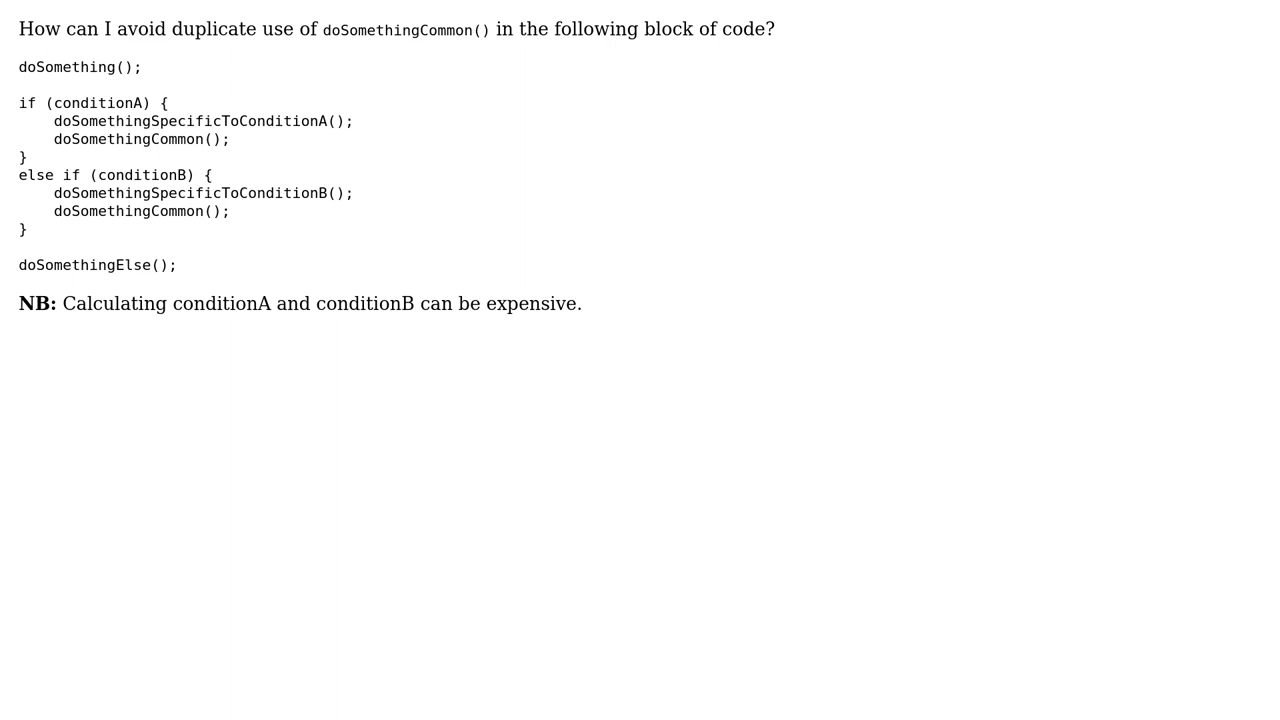 How can I avoid duplicate use of doSomethingCommon() in the following block of code?
doSomething();
if (conditionA) {
    doSomethingSpecificToConditionA();
    doSomethingCommon();
}
else if (conditionB) {
    doSomethingSpecificToConditionB();
    doSomethingCommon();
}
doSomethingElse();
NB: Calculating conditionA and conditionB can be expensive.